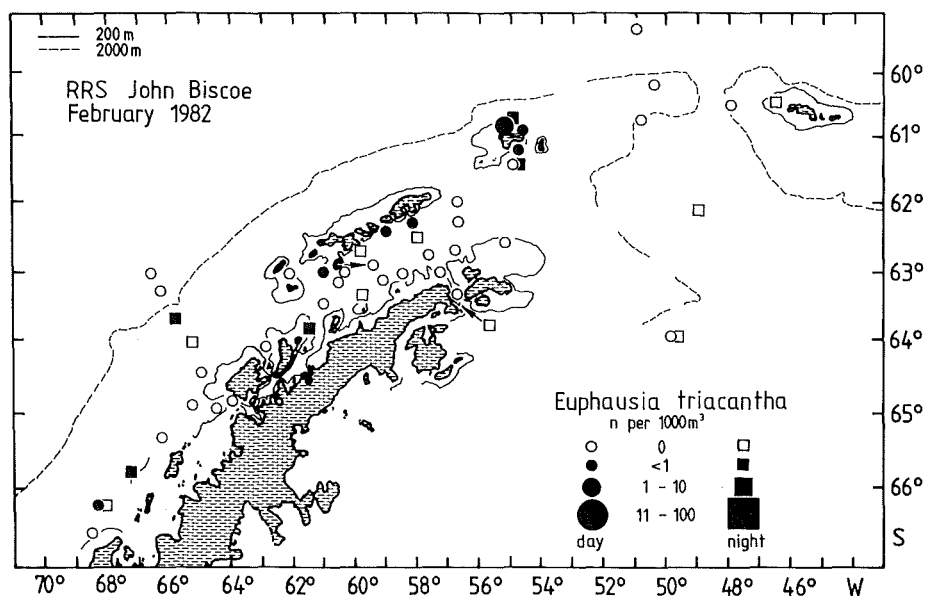 200 m
2000 m
RRS John Biscoe
February 1982
60°
61°
62°
63°
64°
65°
66°
S
Euphausia triacantha
n per 1000m³
0
<1
1 - 10
11 - 100
day night
70° 68° 66° 64° 62° 60° 58° 56° 54° 52° 50° 48° 46° W